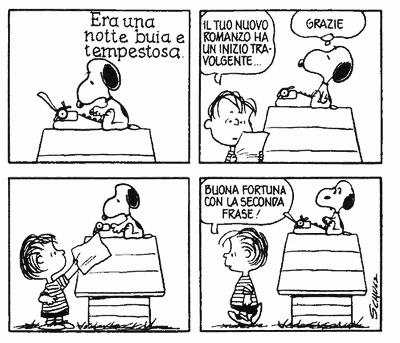 Era una
notte buia e
tempestosa...
IL TUO NUOVO
ROMANZO HA
UN INIZIO TRA-
VOLGENTE...
GRAZIE
BUONA FORTUNA
CON LA SECONDA
FRASE!
SCHULZ